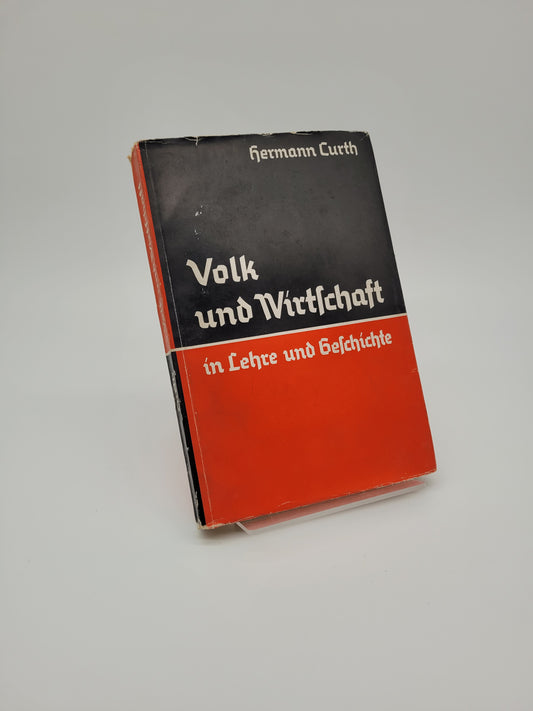 Hermann Curth
Volk
und Wirtſchaft
in Lehre und Geſchichte